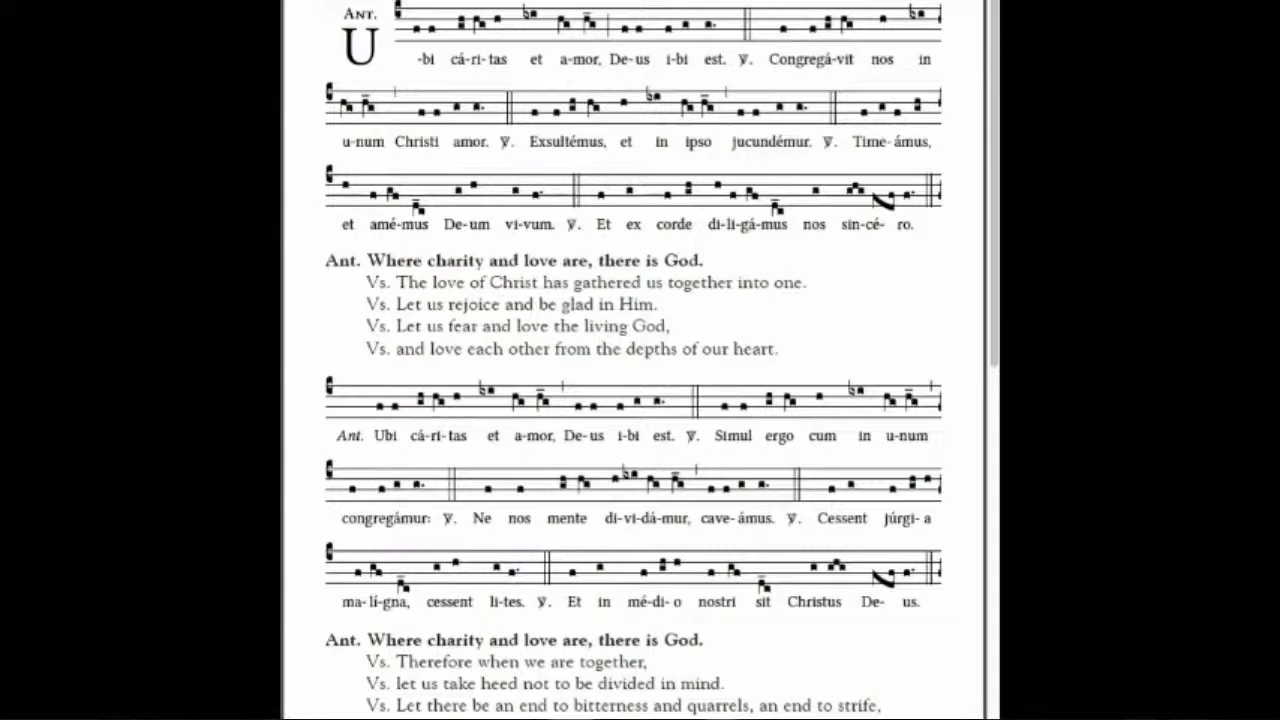 ANT.
U -bi cá-ri-tas et a-mor, De-us i-bi est. ℣. Congregá-vit nos in
u-num Christi amor. ℣. Exsultémus, et in ipso jucundémur. ℣. Time-ámus,
et amé-mus De-um vi-vum. ℣. Et ex corde di-li-gá-mus nos sin-cé- ro.
Ant. Where charity and love are, there is God.
Vs. The love of Christ has gathered us together into one.
Vs. Let us rejoice and be glad in Him.
Vs. Let us fear and love the living God,
Vs. and love each other from the depths of our heart.
Ant. Ubi cá-ri-tas et a-mor, De-us i-bi est. ℣. Simul ergo cum in u-num
congregámur: ℣. Ne nos mente di-vi-dá-mur, cave-ámus. ℣. Cessent júrgi-a
ma-lí-gna, cessent li-tes. ℣. Et in mé-di-o nostri sit Christus De- us.
Ant. Where charity and love are, there is God.
Vs. Therefore when we are together,
Vs. let us take heed not to be divided in mind.
Vs. Let there be an end to bitterness and quarrels, an end to strife,